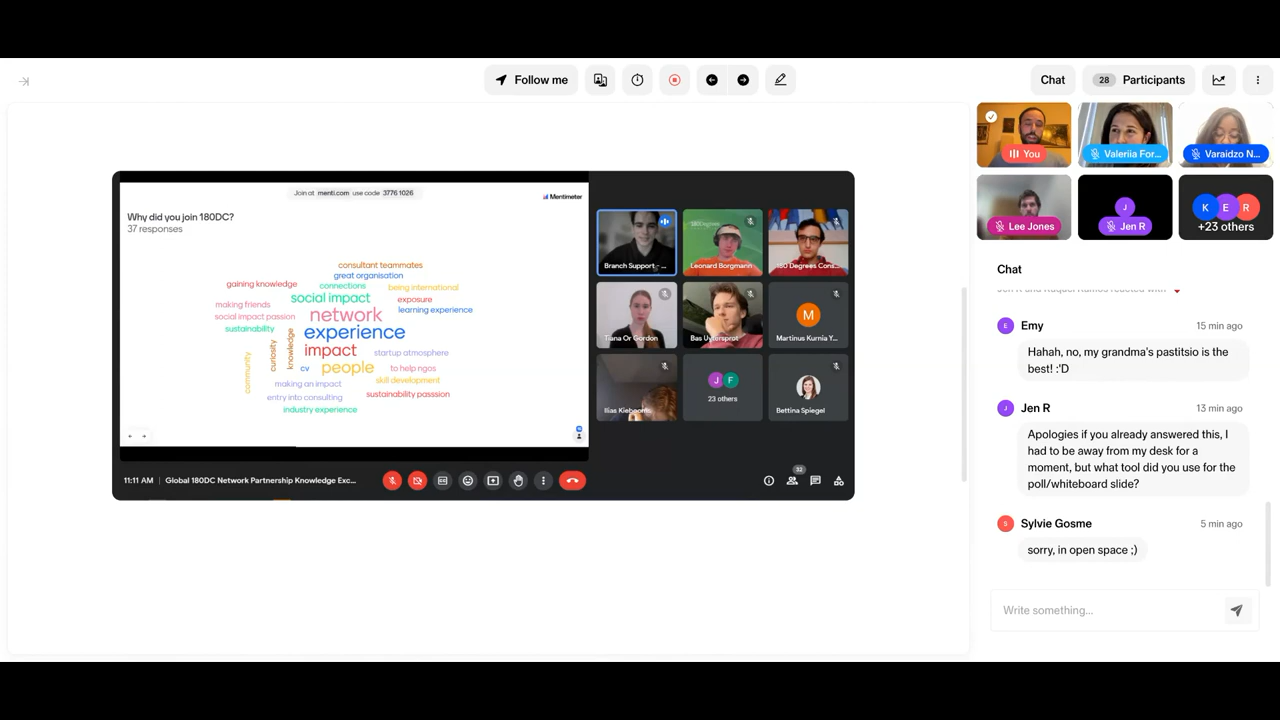 Follow me
Chat
28 Participants
Join at menti.com use code 3776 1026
Mentimeter
Why did you join 180DC?
37 responses
consultant teammates
great organisation
gaining knowledge
connections
being international
social impact
exposure
making friends
learning experience
social impact passion
network
sustainability
experience
curiosity
knowledge
impact
startup atmosphere
community
cv
people
to help ngos
making an impact
skill development
entry into consulting
sustainability passsion
industry experience
Branch Support - ...
Leonard Borgmann
180 Degrees Cons...
Tiana Or Gordon
Bas Uytersprot
M
Martinus Kurnia Y...
Ilias Kiebooms
J F
23 others
Bettina Spiegel
11:11 AM | Global 180DC Network Partnership Knowledge Exc...
32
You
Valeriia For...
Varaidzo N...
Lee Jones
J
Jen R
K E R
+23 others
Chat
E Emy 15 min ago
Hahah, no, my grandma's pastitsio is the
best! :'D
J Jen R 13 min ago
Apologies if you already answered this, I
had to be away from my desk for a
moment, but what tool did you use for the
poll/whiteboard slide?
S Sylvie Gosme 5 min ago
sorry, in open space ;)
Write something...